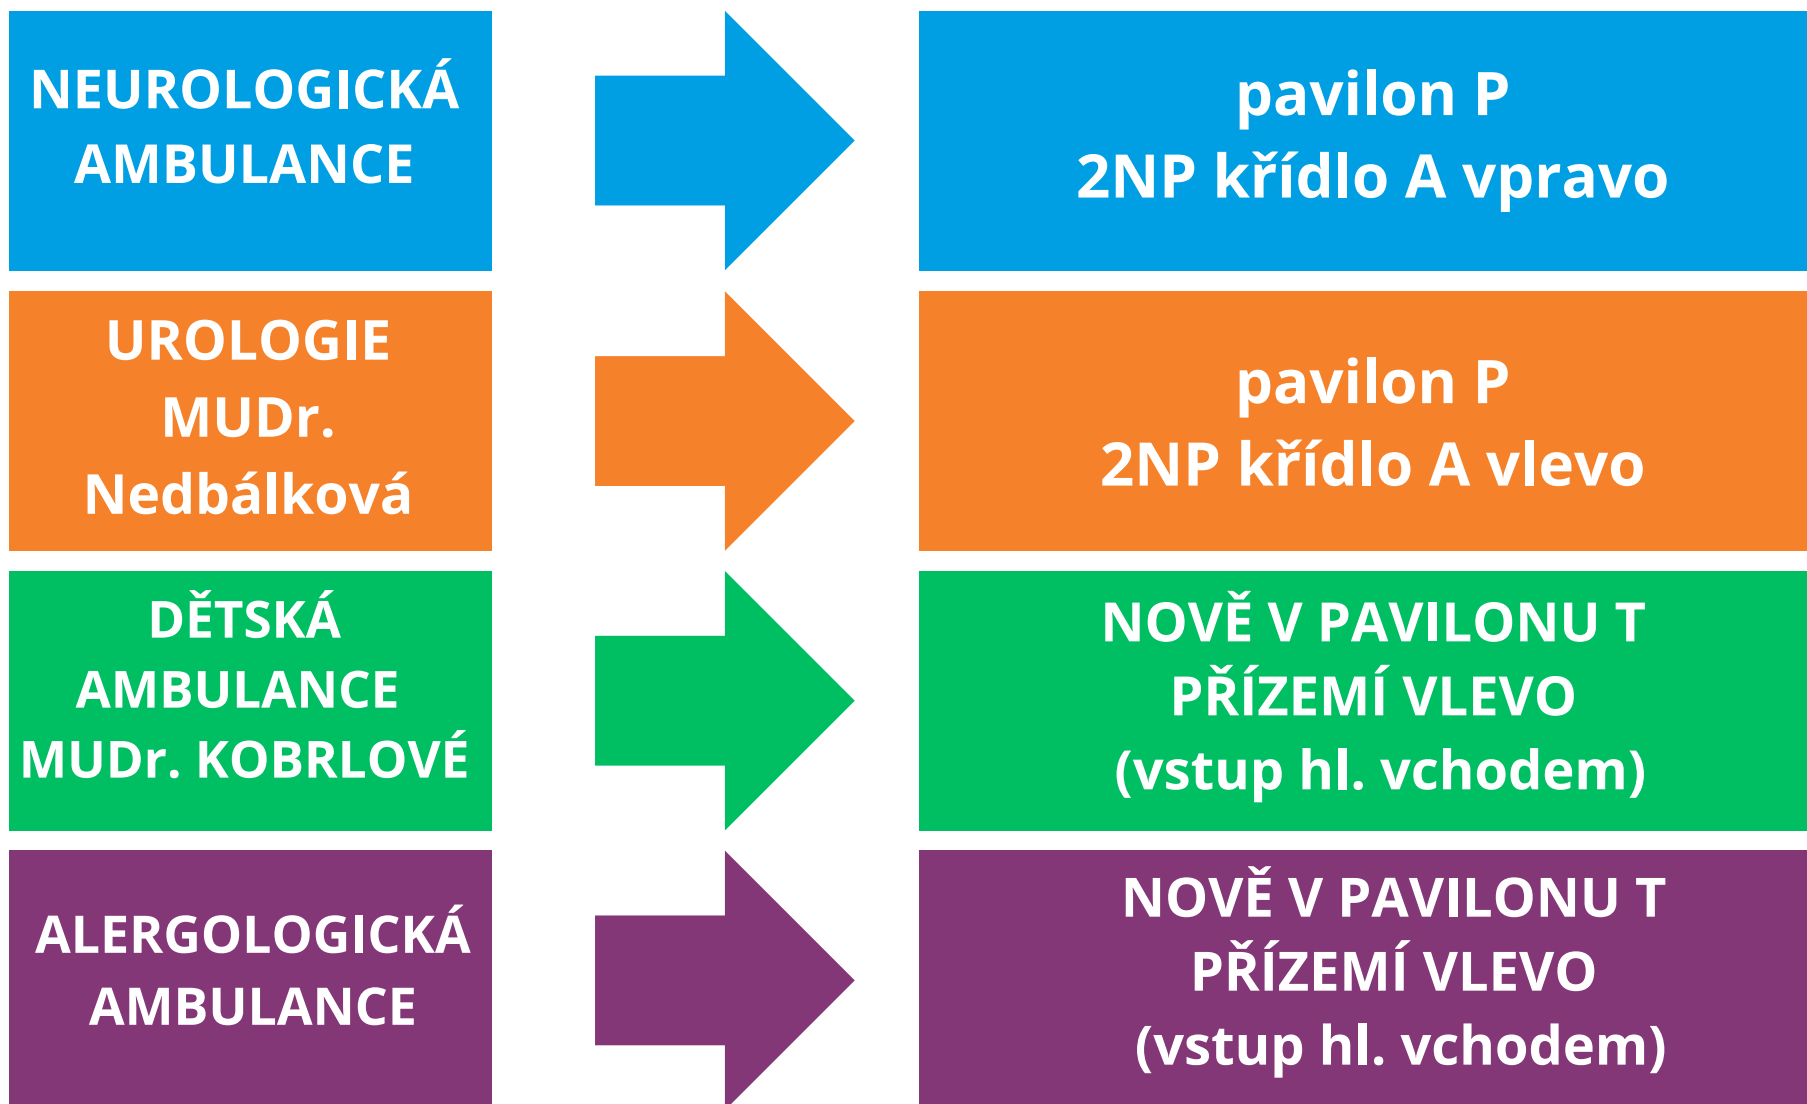 NEUROLOGICKÁ
AMBULANCE
pavilon P
2NP křídlo A vpravo
UROLOGIE
MUDr.
Nedbálková
pavilon P
2NP křídlo A vlevo
DĚTSKÁ
AMBULANCE
MUDr. KOBRLOVÉ
NOVĚ V PAVILONU T
PŘÍZEMÍ VLEVO
(vstup hl. vchodem)
ALERGOLOGICKÁ
AMBULANCE
NOVĚ V PAVILONU T
PŘÍZEMÍ VLEVO
(vstup hl. vchodem)